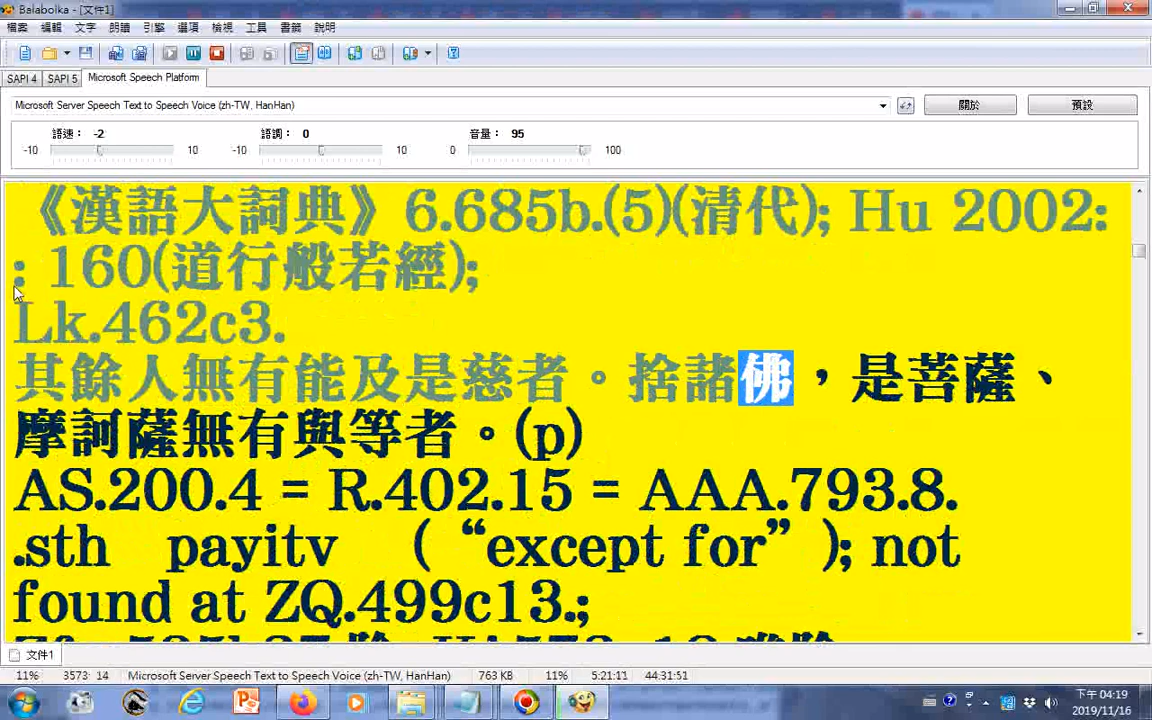 Balabolka - [文件1]
檔案 編輯 文字 朗讀 引擎 選項 檢視 工具 書籤 說明
SAPI 4 SAPI 5 Microsoft Speech Platform
Microsoft Server Speech Text to Speech Voice (zh-TW, HanHan)
關於 預設
語速： -2 語調： 0 音量： 95
-10 10 -10 10 0 100
《漢語大詞典》6.685b.(5)(清代); Hu 2002:
: 160(道行般若經);
Lk.462c3.
其餘人無有能及是慈者。捨諸佛，是菩薩、
摩訶薩無有與等者。(p)
AS.200.4 = R.402.15 = AAA.793.8.
.sth payitv (“except for”); not
found at ZQ.499c13.;
文件1
11% 3573: 14 Microsoft Server Speech Text to Speech Voice (zh-TW, HanHan) 763 KB 11% 5:21:11 44:31:51
下午 04:19
2019/11/16